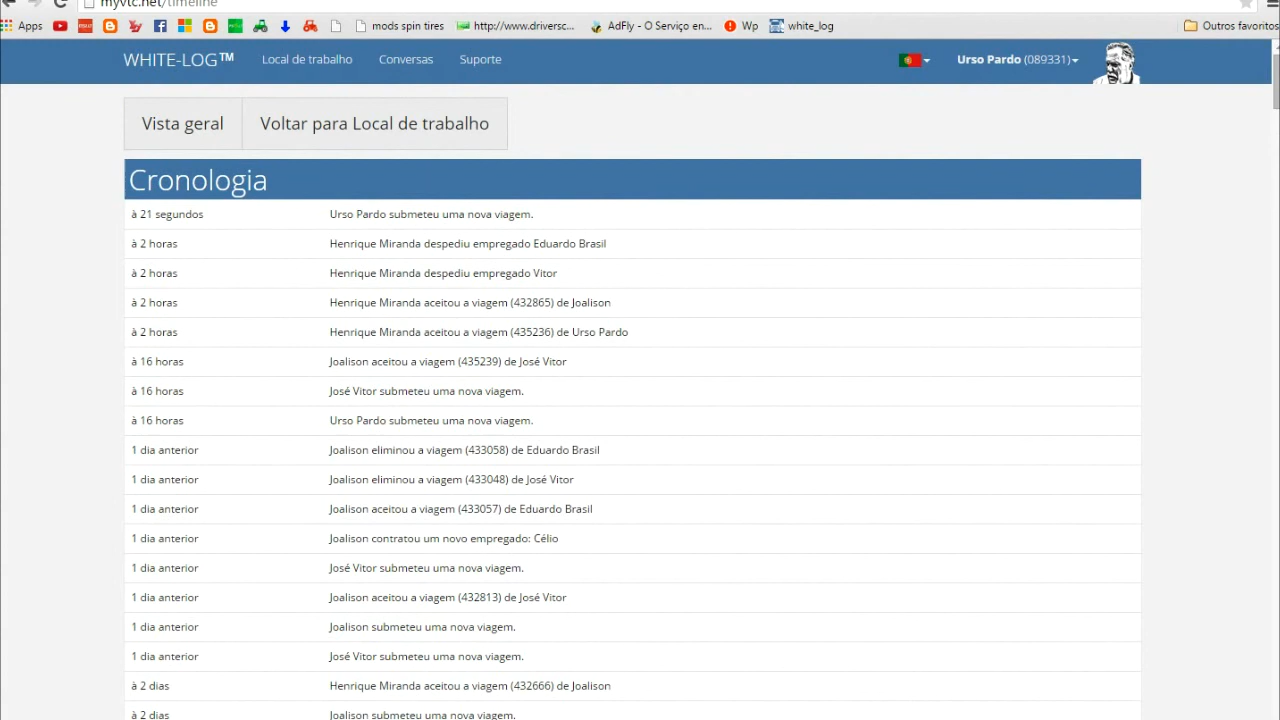 myvtc.net/timeline
Apps
mods spin tires
http://www.driversc...
AdFly - O Serviço en...
Wp
white_log
Outros favoritos
WHITE-LOG™ Local de trabalho Conversas Suporte Urso Pardo (089331)
Vista geral Voltar para Local de trabalho
Cronologia
à 21 segundos Urso Pardo submeteu uma nova viagem.
à 2 horas Henrique Miranda despediu empregado Eduardo Brasil
à 2 horas Henrique Miranda despediu empregado Vitor
à 2 horas Henrique Miranda aceitou a viagem (432865) de Joalison
à 2 horas Henrique Miranda aceitou a viagem (435236) de Urso Pardo
à 16 horas Joalison aceitou a viagem (435239) de José Vitor
à 16 horas José Vitor submeteu uma nova viagem.
à 16 horas Urso Pardo submeteu uma nova viagem.
1 dia anterior Joalison eliminou a viagem (433058) de Eduardo Brasil
1 dia anterior Joalison eliminou a viagem (433048) de José Vitor
1 dia anterior Joalison aceitou a viagem (433057) de Eduardo Brasil
1 dia anterior Joalison contratou um novo empregado: Célio
1 dia anterior José Vitor submeteu uma nova viagem.
1 dia anterior Joalison aceitou a viagem (432813) de José Vitor
1 dia anterior Joalison submeteu uma nova viagem.
1 dia anterior José Vitor submeteu uma nova viagem.
à 2 dias Henrique Miranda aceitou a viagem (432666) de Joalison
à 2 dias Joalison submeteu uma nova viagem.